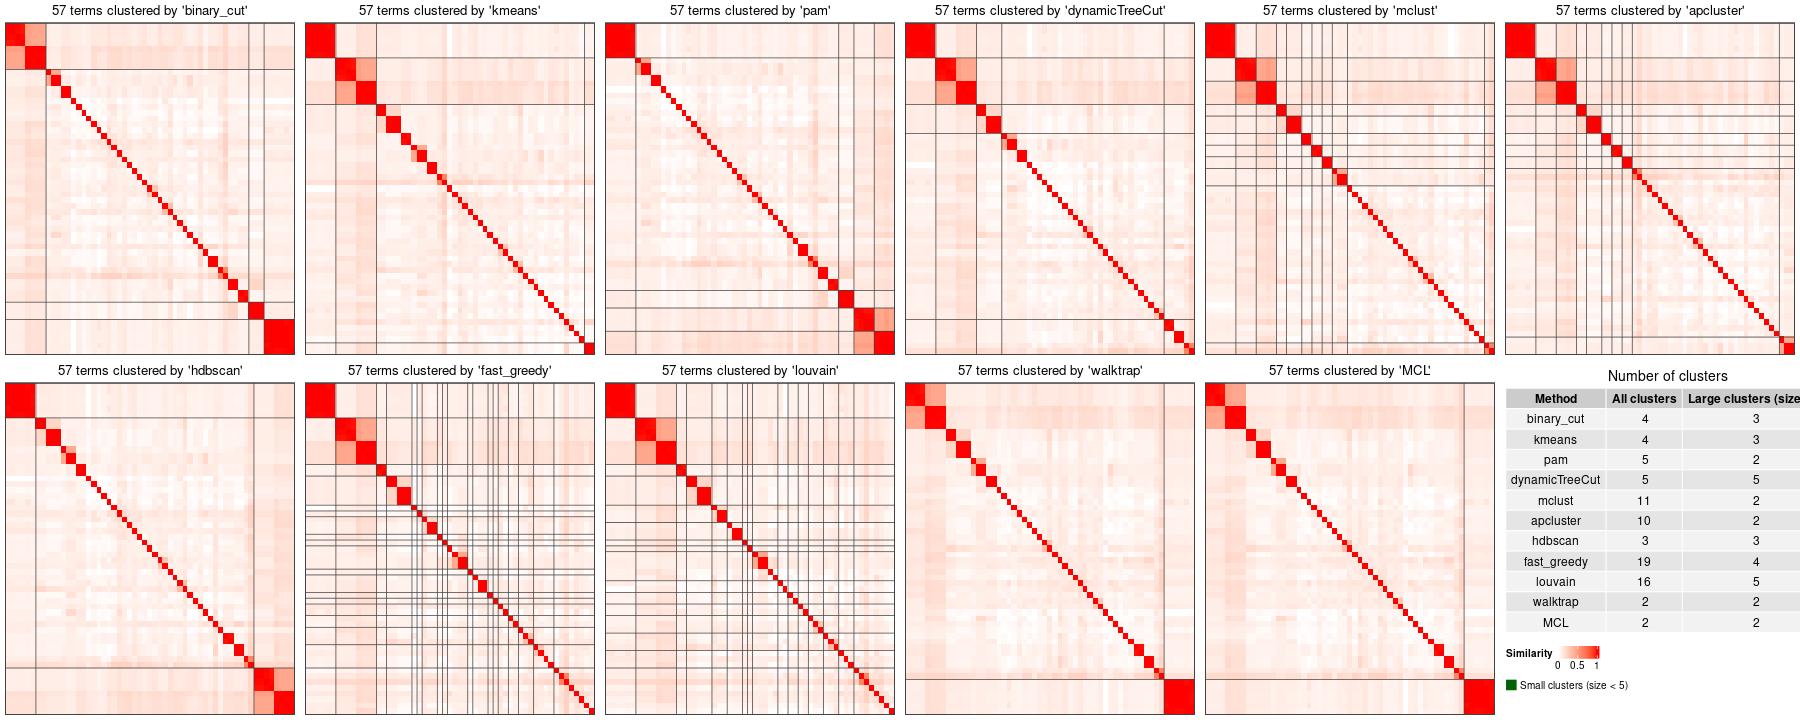 57 terms clustered by 'binary_cut'
57 terms clustered by 'kmeans'
57 terms clustered by 'pam'
57 terms clustered by 'dynamicTreeCut'
57 terms clustered by 'mclust'
57 terms clustered by 'apcluster'
57 terms clustered by 'hdbscan'
57 terms clustered by 'fast_greedy'
57 terms clustered by 'louvain'
57 terms clustered by 'walktrap'
57 terms clustered by 'MCL'
Number of clusters
Method All clusters Large clusters (size
binary_cut 4 3
kmeans 4 3
pam 5 2
dynamicTreeCut 5 5
mclust 11 2
apcluster 10 2
hdbscan 3 3
fast_greedy 19 4
louvain 16 5
walktrap 2 2
MCL 2 2
Similarity
0 0.5 1
Small clusters (size < 5)